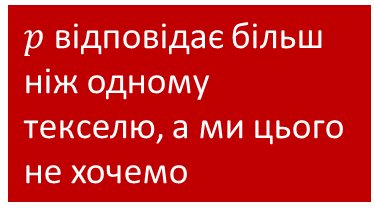 p відповідає більш
ніж одному
текселю, а ми цього
не хочемо